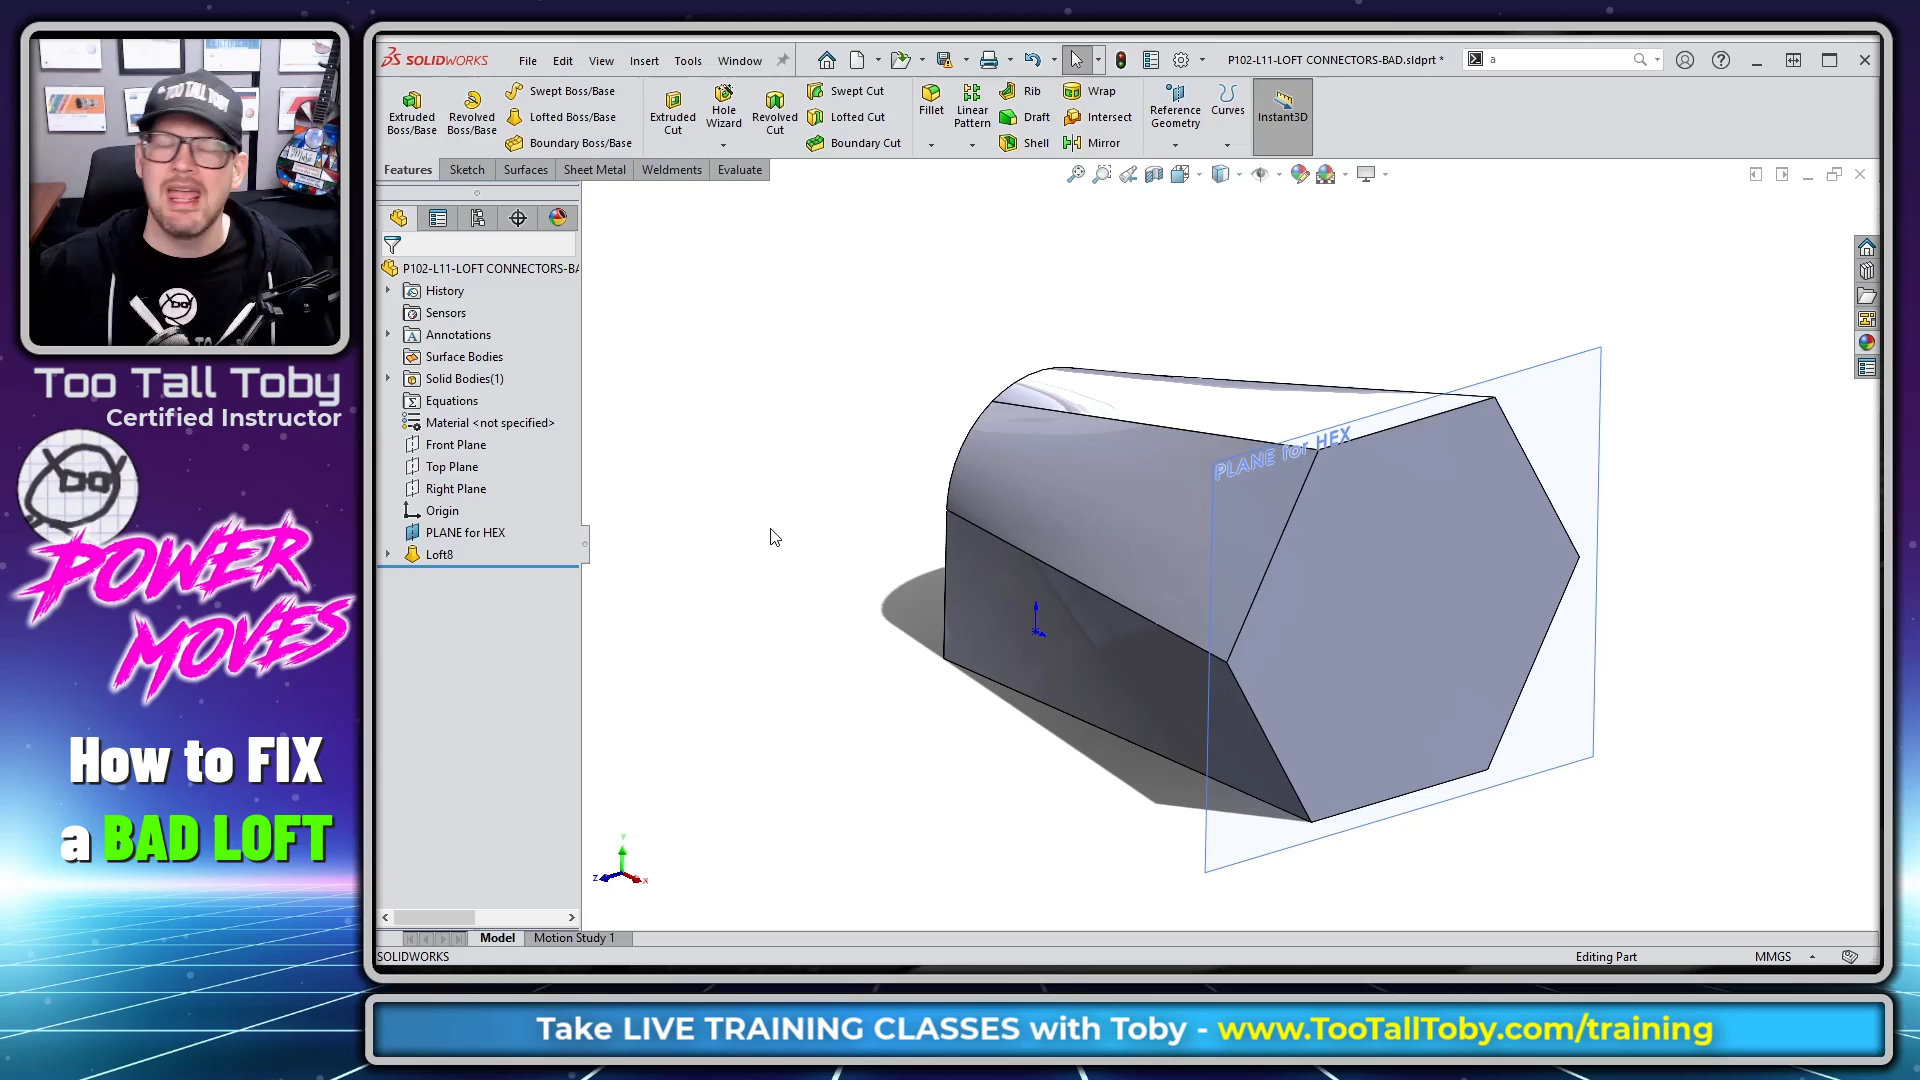 SOLIDWORKS
File Edit View Insert Tools Window
P102-L11-LOFT CONNECTORS-BAD.sldprt *
a
Extruded Boss/Base
Revolved Boss/Base
Swept Boss/Base
Lofted Boss/Base
Boundary Boss/Base
Extruded Cut
Hole Wizard
Revolved Cut
Swept Cut
Lofted Cut
Boundary Cut
Fillet
Linear Pattern
Rib
Draft
Shell
Wrap
Intersect
Mirror
Reference Geometry
Curves
Instant3D
Features Sketch Surfaces Sheet Metal Weldments Evaluate
P102-L11-LOFT CONNECTORS-BA
History
Sensors
Annotations
Surface Bodies
Solid Bodies(1)
Equations
Material <not specified>
Front Plane
Top Plane
Right Plane
Origin
PLANE for HEX
Loft8
PLANE for HEX
Y
Z
X
Model Motion Study 1
SOLIDWORKS
Editing Part
MMGS
TOO TALL TOBY
Too Tall Toby
Certified Instructor
POWER
MOVES
How to FIX
a BAD LOFT
Take LIVE TRAINING CLASSES with Toby - www.TooTallToby.com/training